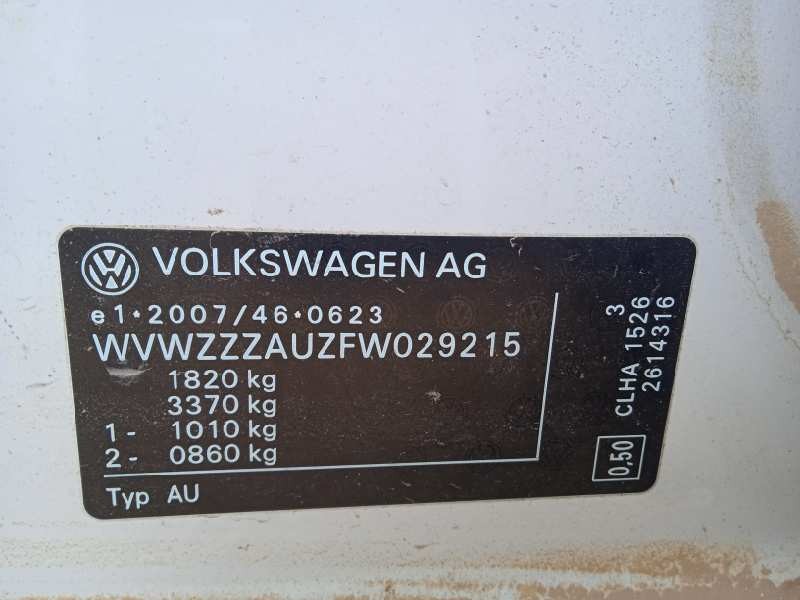 VOLKSWAGEN AG
e1*2007/46*0623
WVWZZZAUZFW029215
1820 kg
3370 kg
1- 1010 kg
2- 0860 kg
Typ AU
3
CLHA 1526
2614316
0,50